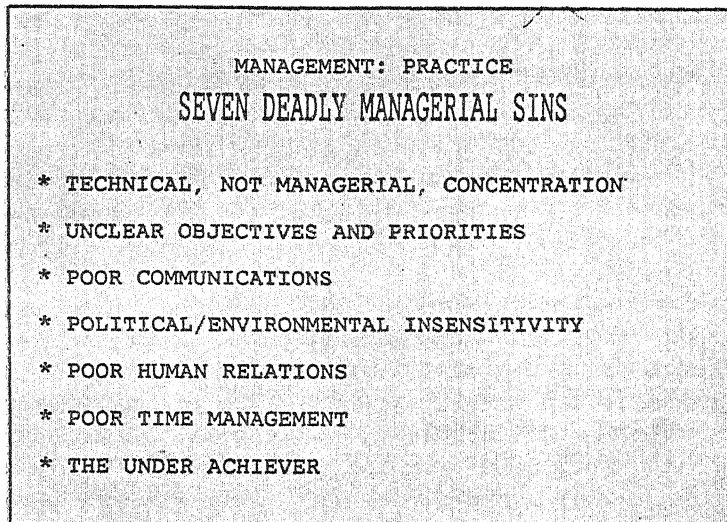 MANAGEMENT: PRACTICE
SEVEN DEADLY MANAGERIAL SINS
* TECHNICAL, NOT MANAGERIAL, CONCENTRATION
* UNCLEAR OBJECTIVES AND PRIORITIES
* POOR COMMUNICATIONS
* POLITICAL/ENVIRONMENTAL INSENSITIVITY
* POOR HUMAN RELATIONS
* POOR TIME MANAGEMENT
* THE UNDER ACHIEVER